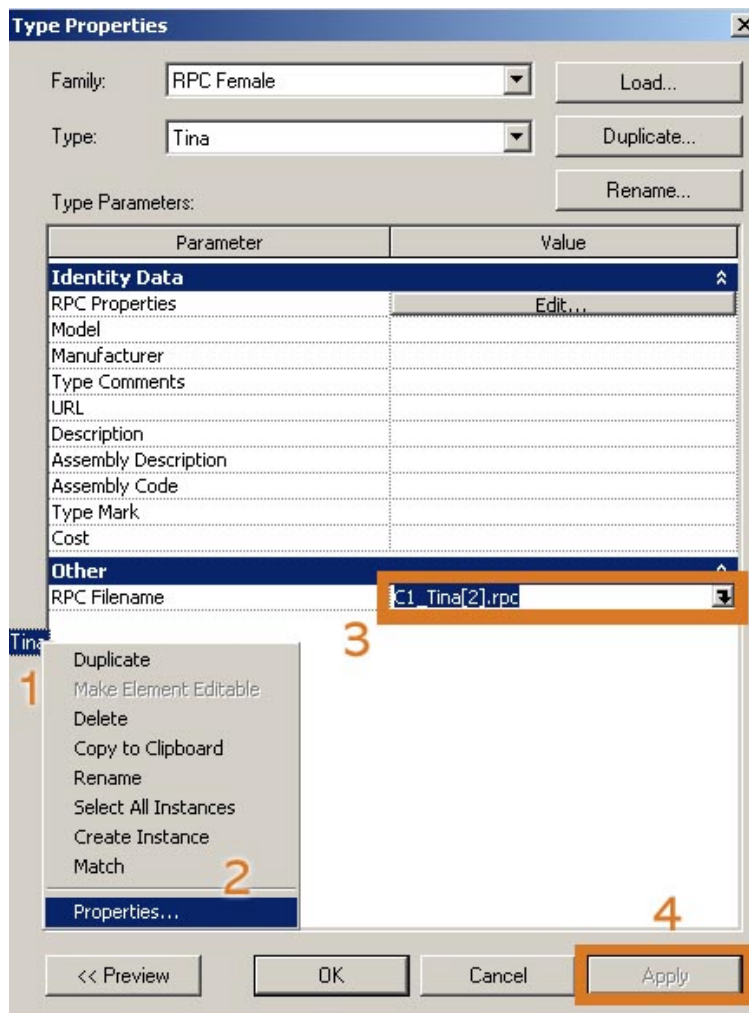 Type Properties
Family: RPC Female Load...
Type: Tina Duplicate...
Type Parameters: Rename...
Parameter Value
Identity Data
RPC Properties Edit...
Model
Manufacturer
Type Comments
URL
Description
Assembly Description
Assembly Code
Type Mark
Cost
Other
RPC Filename C1_Tina[2].rpc
3
Tina
1
Duplicate
Make Element Editable
Delete
Copy to Clipboard
Rename
Select All Instances
Create Instance
Match
2
Properties...
4
<< Preview OK Cancel Apply